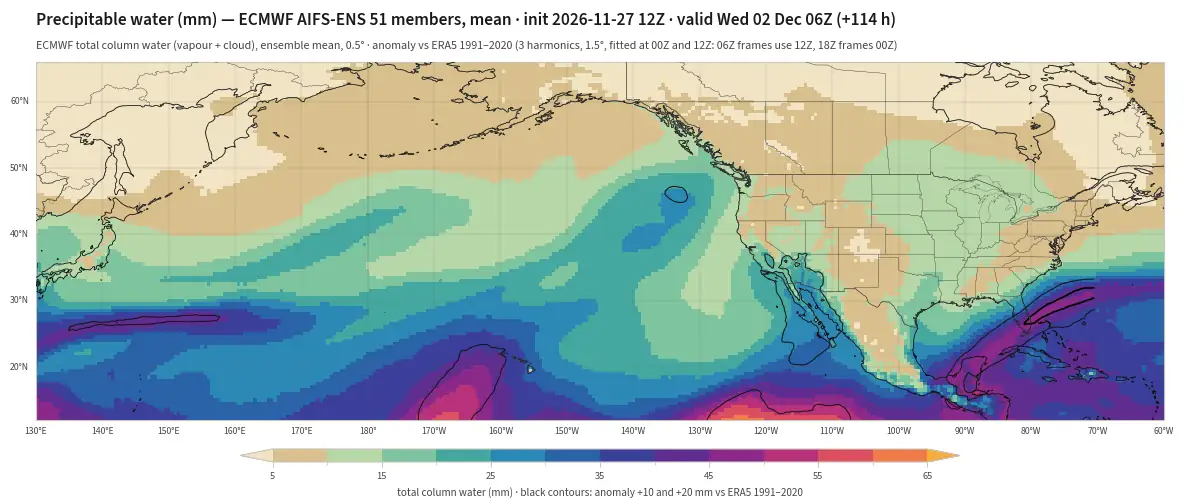 Precipitable water (mm) — ECMWF AIFS-ENS 51 members, mean · init 2026-11-27 12Z · valid Wed 02 Dec 06Z (+114 h)
ECMWF total column water (vapour + cloud), ensemble mean, 0.5° · anomaly vs ERA5 1991–2020 (3 harmonics, 1.5°, fitted at 00Z and 12Z: 06Z frames use 12Z, 18Z frames 00Z)
60°N
50°N
40°N
30°N
20°N
130°E 140°E 150°E 160°E 170°E 180° 170°W 160°W 150°W 140°W 130°W 120°W 110°W 100°W 90°W 80°W 70°W 60°W
5 15 25 35 45 55 65
total column water (mm) · black contours: anomaly +10 and +20 mm vs ERA5 1991–2020